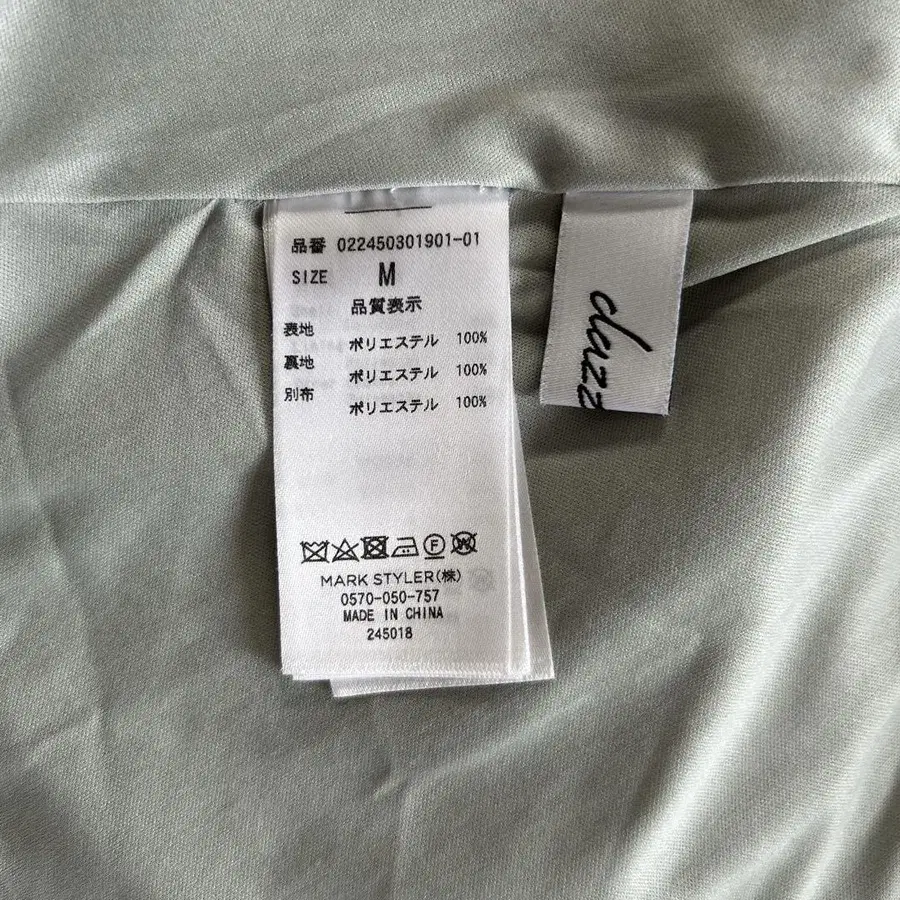 品番 022450301901-01
SIZE M
品質表示
表地 ポリエステル 100%
裏地 ポリエステル 100%
別布 ポリエステル 100%
MARK STYLER(株)
0570-050-757
MADE IN CHINA
245018
dazz